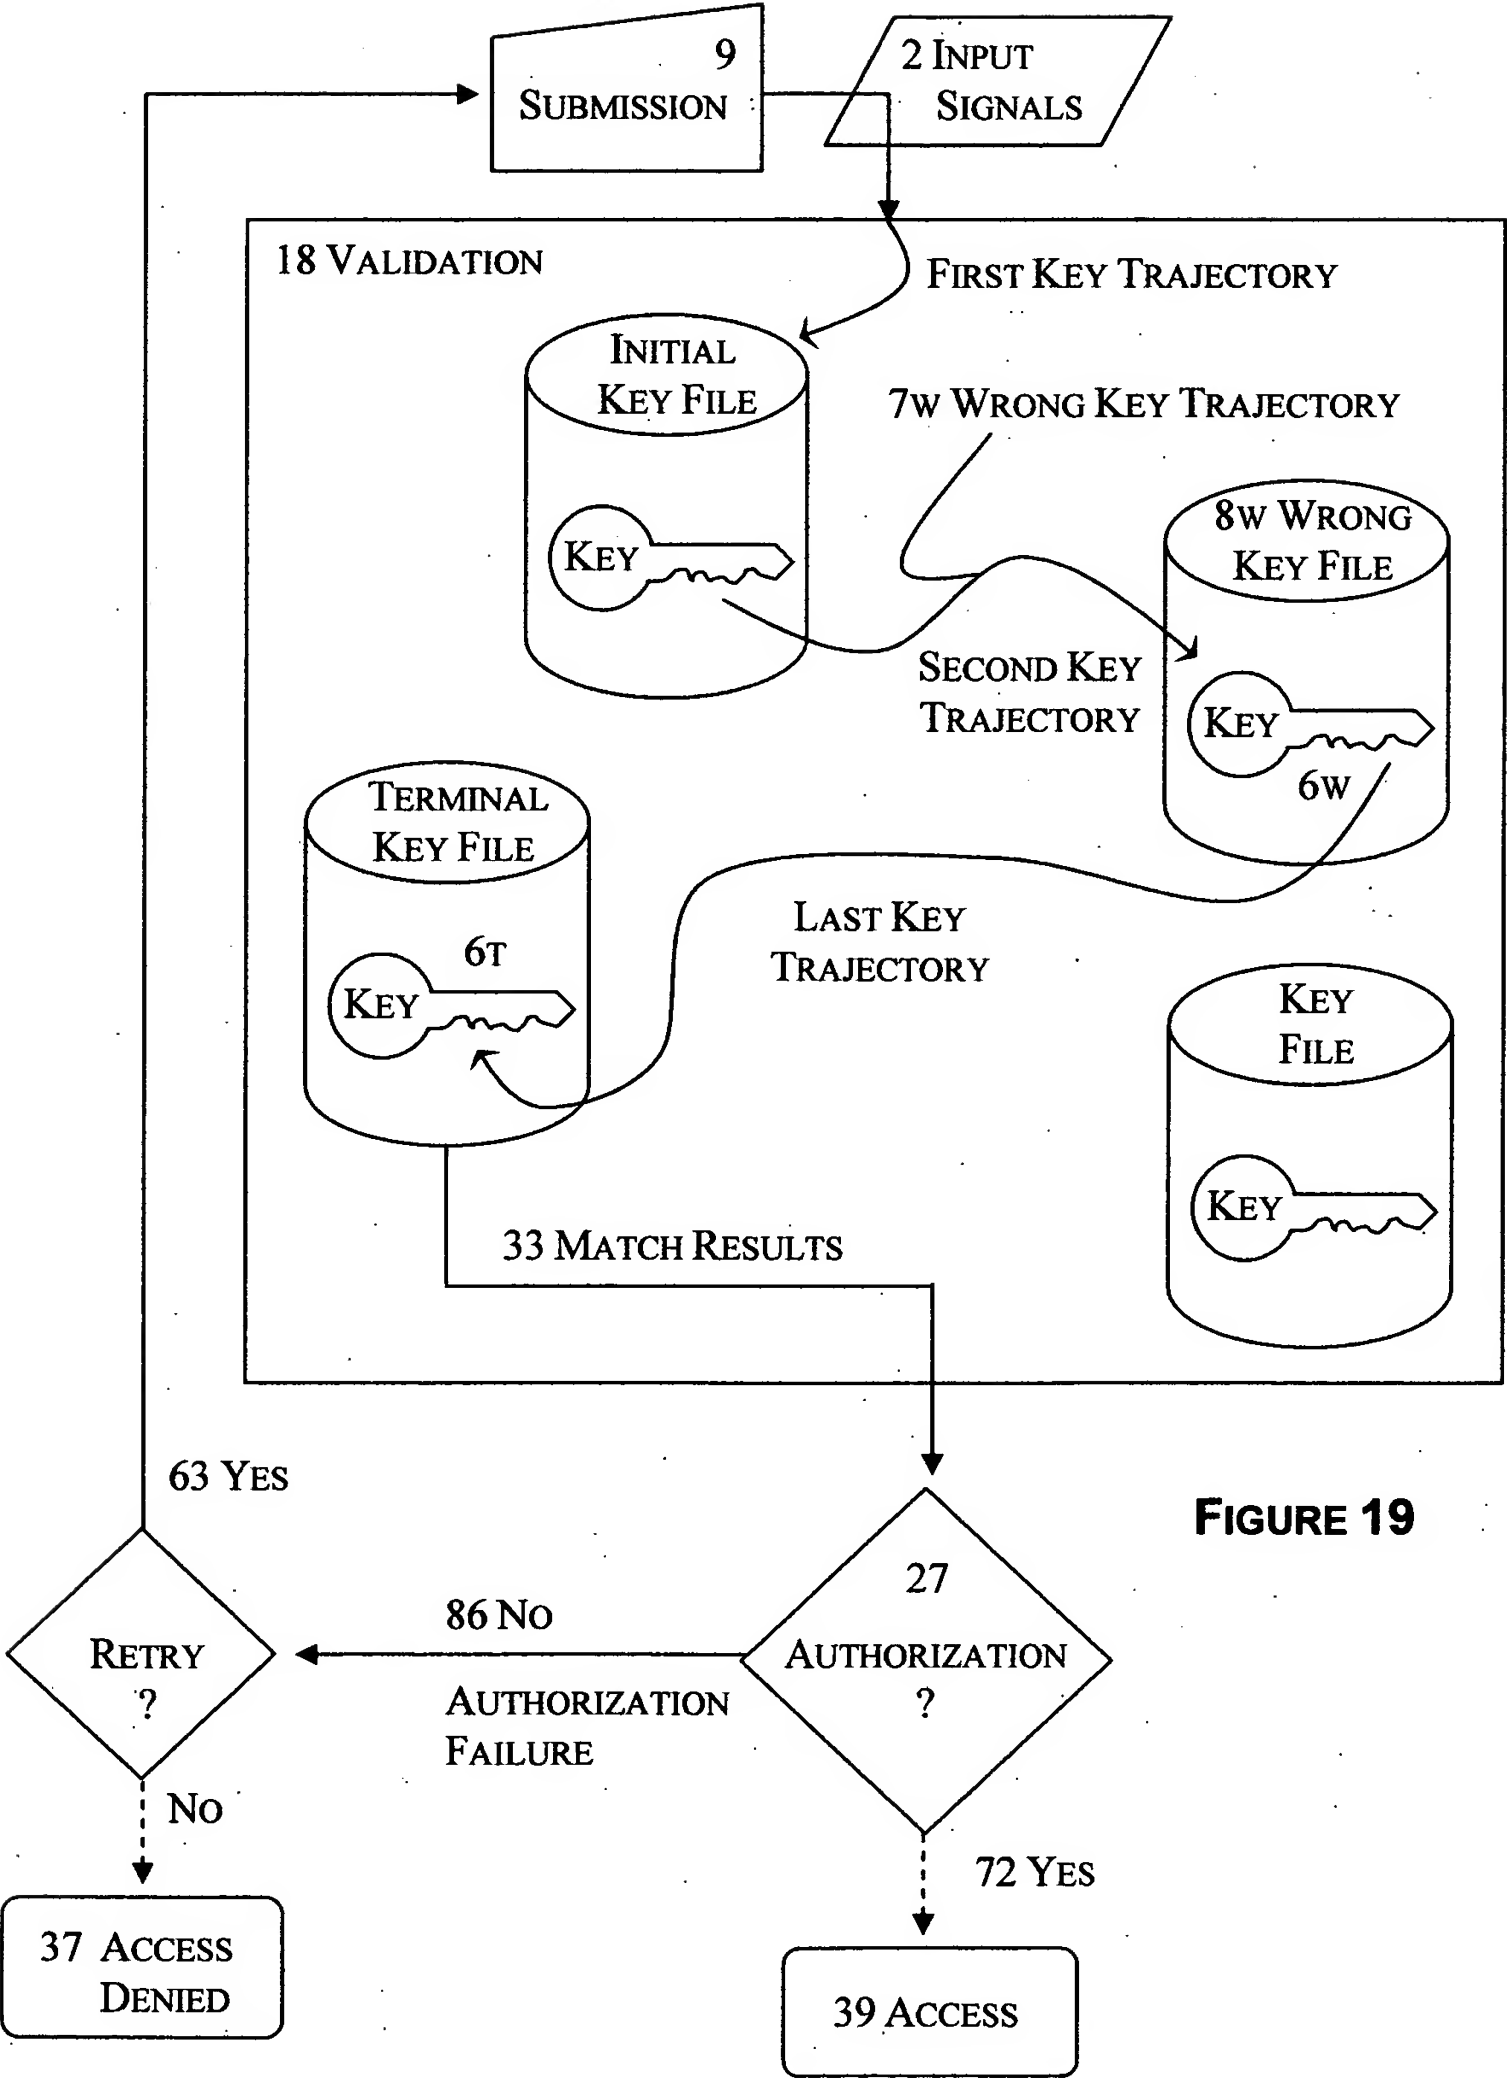 9
SUBMISSION
2 INPUT
SIGNALS
18 VALIDATION
FIRST KEY TRAJECTORY
INITIAL
KEY FILE
KEY
7W WRONG KEY TRAJECTORY
8W WRONG
KEY FILE
KEY
6W
SECOND KEY
TRAJECTORY
TERMINAL
KEY FILE
6T
KEY
LAST KEY
TRAJECTORY
KEY
FILE
KEY
33 MATCH RESULTS
63 YES
FIGURE 19
27
AUTHORIZATION
?
86 NO
AUTHORIZATION
FAILURE
RETRY
?
NO
72 YES
37 ACCESS
DENIED
39 ACCESS